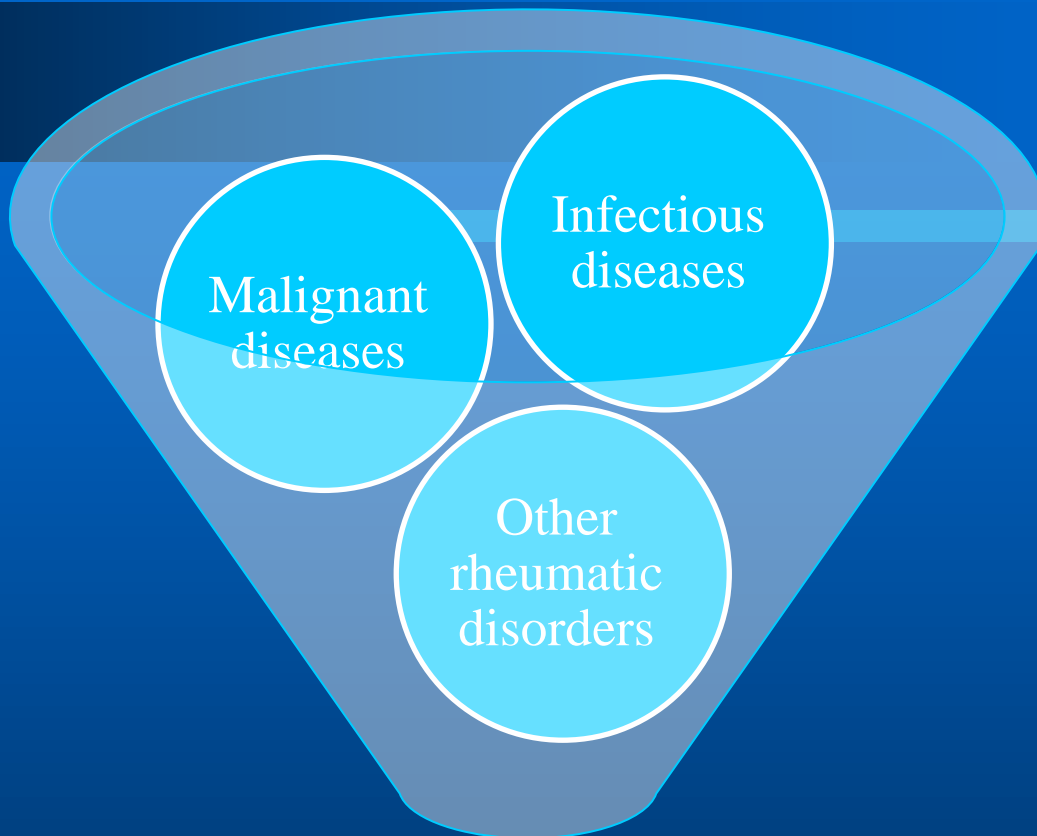 Infectious
diseases
Malignant
diseases
Other
rheumatic
disorders